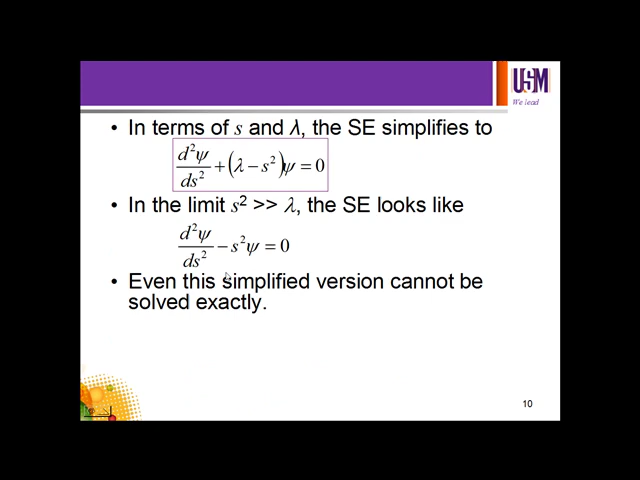 USM
We lead
• In terms of s and λ, the SE simplifies to
d²ψ/ds² + (λ − s²)ψ = 0
• In the limit s² >> λ, the SE looks like
d²ψ/ds² − s²ψ = 0
• Even this simplified version cannot be
solved exactly.
10